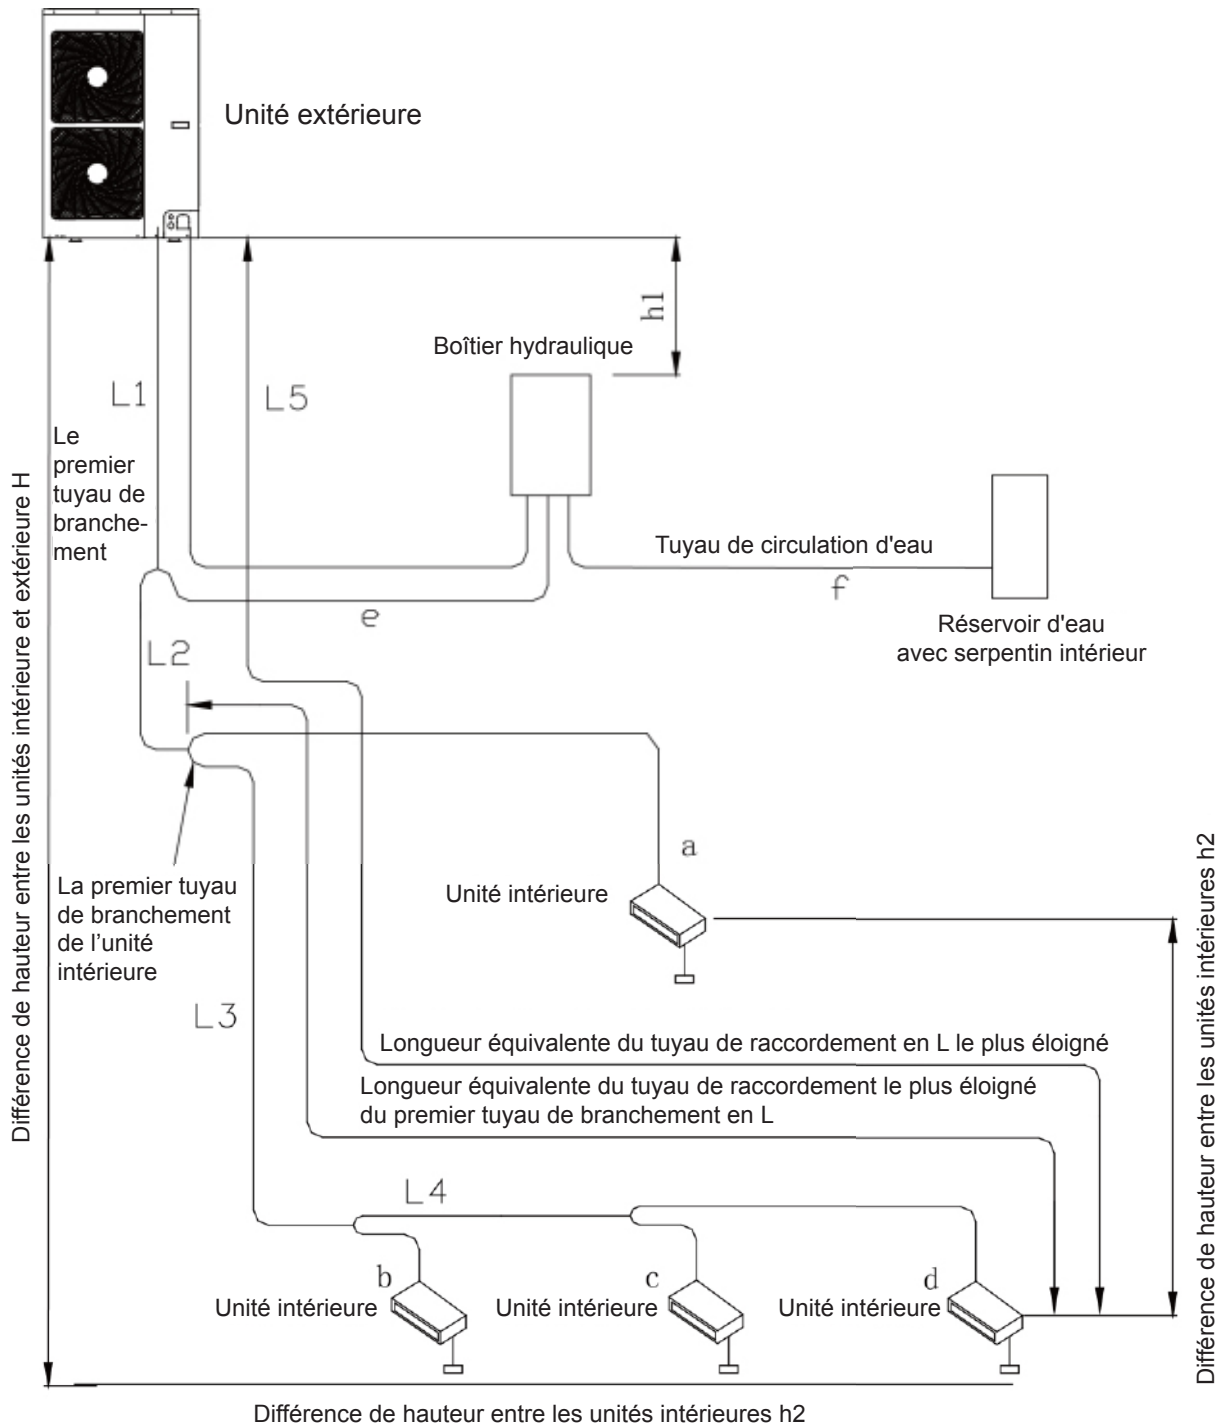 Unité extérieure
h1
Boîtier hydraulique
L1
L5
Le
premier
tuyau de
branche-
ment
Différence de hauteur entre les unités intérieure et extérieure H
Tuyau de circulation d'eau
e
f
Réservoir d'eau
avec serpentin intérieur
L2
a
Unité intérieure
La premier tuyau
de branchement
de l’unité
intérieure
Différence de hauteur entre les unités intérieures h2
L3
Longueur équivalente du tuyau de raccordement en L le plus éloigné
Longueur équivalente du tuyau de raccordement le plus éloigné
du premier tuyau de branchement en L
L4
b
c
d
Unité intérieure
Unité intérieure
Unité intérieure
Différence de hauteur entre les unités intérieures h2